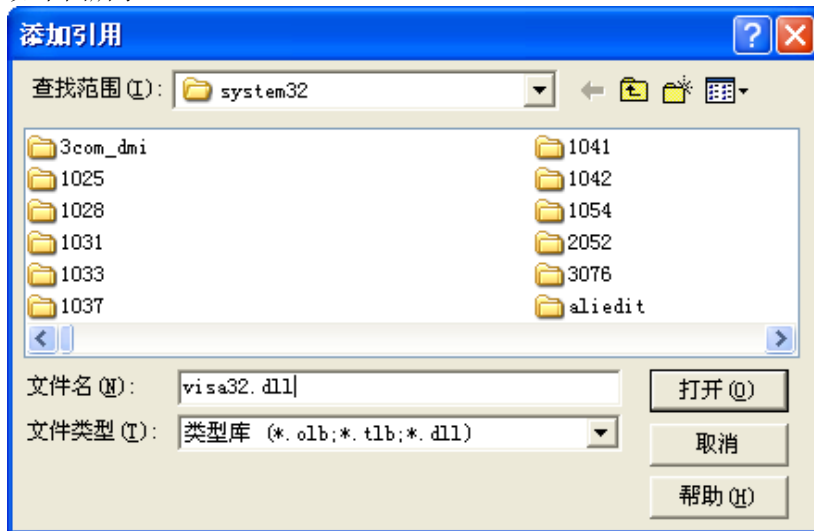 添加引用
查找范围(I): system32
3com_dmi 1041
1025 1042
1028 1054
1031 2052
1033 3076
1037 aliedit
文件名(N): visa32.dll 打开(O)
文件类型(T): 类型库 (*.olb;*.tlb;*.dll) 取消
帮助(H)